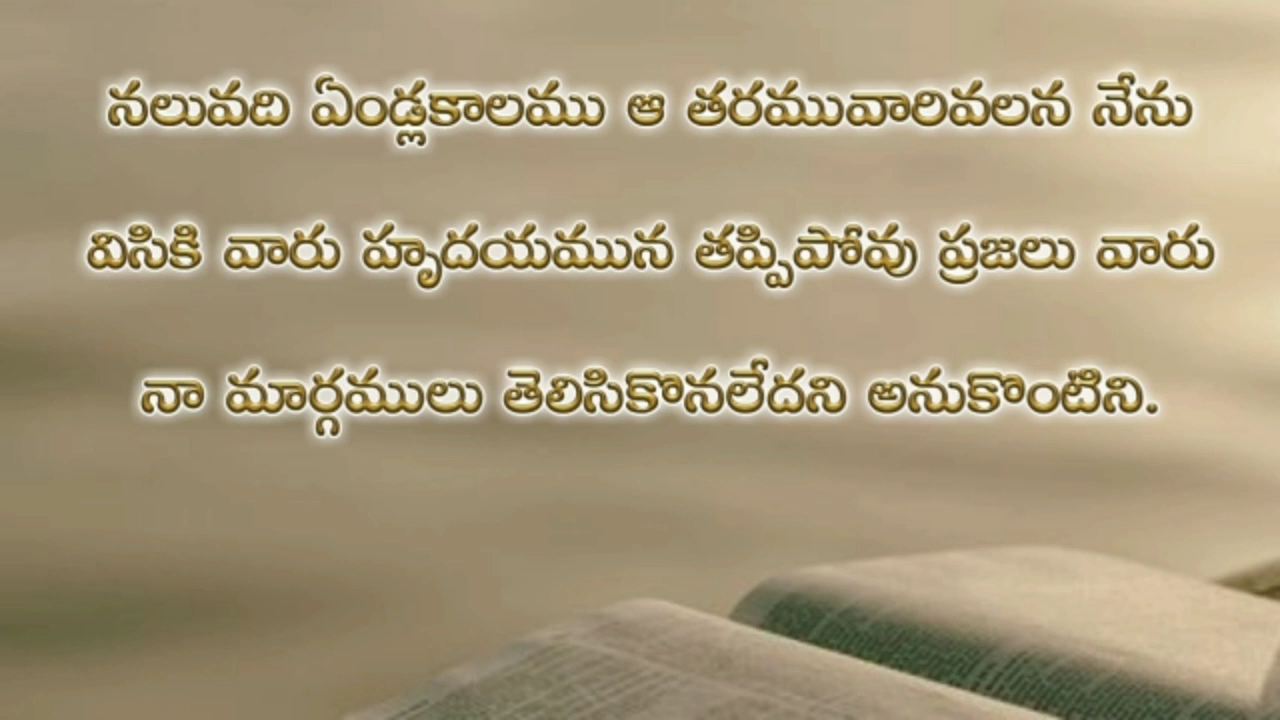 నలువది ఏండ్లకాలము ఆ తరమువారివలన నేను
విసికి వారు హృదయమున తప్పిపోవు ప్రజలు వారు
నా మార్గములు తెలిసికొనలేదని అనుకొంటిని.